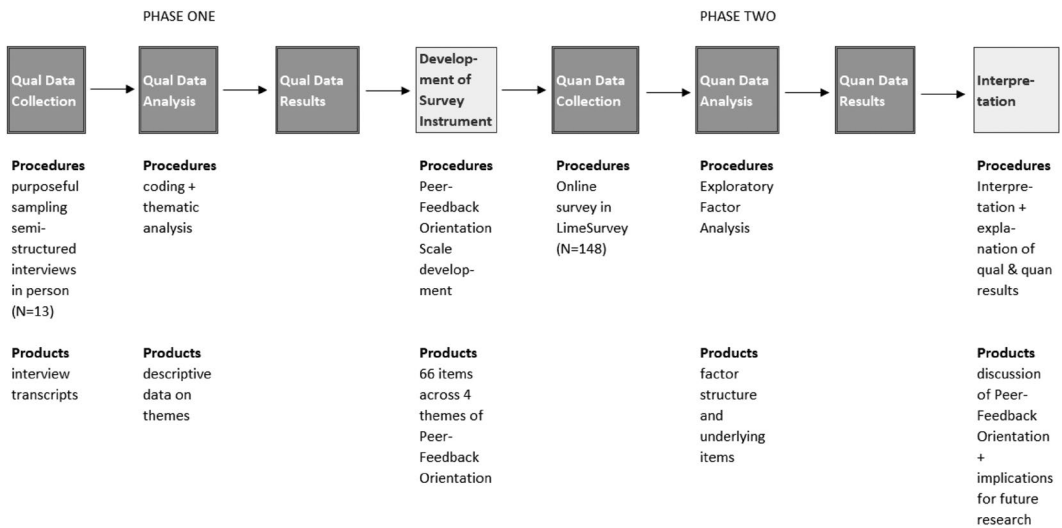 PHASE ONE
PHASE TWO
Qual Data
Collection
Qual Data
Analysis
Qual Data
Results
Develop-
ment of
Survey
Instrument
Quan Data
Collection
Quan Data
Analysis
Quan Data
Results
Interpre-
tation
Procedures
purposeful
sampling
semi-
structured
interviews
in person
(N=13)
Procedures
coding +
thematic
analysis
Procedures
Peer-
Feedback
Orientation
Scale
develop-
ment
Procedures
Online
survey in
LimeSurvey
(N=148)
Procedures
Exploratory
Factor
Analysis
Procedures
Interpre-
tation +
expla-
nation of
qual & quan
results
Products
interview
transcripts
Products
descriptive
data on
themes
Products
66 items
across 4
themes of
Peer-
Feedback
Orientation
Products
factor
structure
and
underlying
items
Products
discussion
of Peer-
Feedback
Orientation
+
implications
for future
research